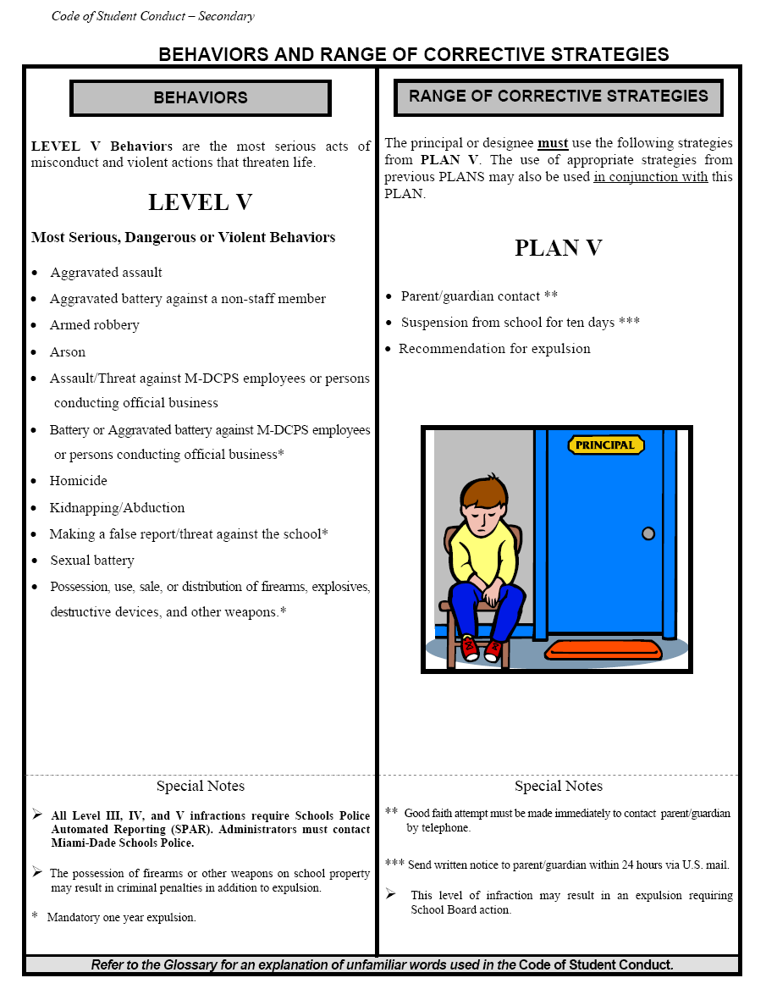 Code of Student Conduct – Secondary
BEHAVIORS AND RANGE OF CORRECTIVE STRATEGIES
BEHAVIORS
LEVEL V Behaviors are the most serious acts of
misconduct and violent actions that threaten life.
LEVEL V
Most Serious, Dangerous or Violent Behaviors
• Aggravated assault
• Aggravated battery against a non-staff member
• Armed robbery
• Arson
• Assault/Threat against M-DCPS employees or persons
conducting official business
• Battery or Aggravated battery against M-DCPS employees
or persons conducting official business*
• Homicide
• Kidnapping/Abduction
• Making a false report/threat against the school*
• Sexual battery
• Possession, use, sale, or distribution of firearms, explosives,
destructive devices, and other weapons.*
Special Notes
➢ All Level III, IV, and V infractions require Schools Police
Automated Reporting (SPAR). Administrators must contact
Miami-Dade Schools Police.
➢ The possession of firearms or other weapons on school property
may result in criminal penalties in addition to expulsion.
* Mandatory one year expulsion.
RANGE OF CORRECTIVE STRATEGIES
The principal or designee must use the following strategies
from PLAN V. The use of appropriate strategies from
previous PLANS may also be used in conjunction with this
PLAN.
PLAN V
• Parent/guardian contact **
• Suspension from school for ten days ***
• Recommendation for expulsion
PRINCIPAL
Special Notes
** Good faith attempt must be made immediately to contact parent/guardian
by telephone.
*** Send written notice to parent/guardian within 24 hours via U.S. mail.
➢ This level of infraction may result in an expulsion requiring
School Board action.
Refer to the Glossary for an explanation of unfamiliar words used in the Code of Student Conduct.